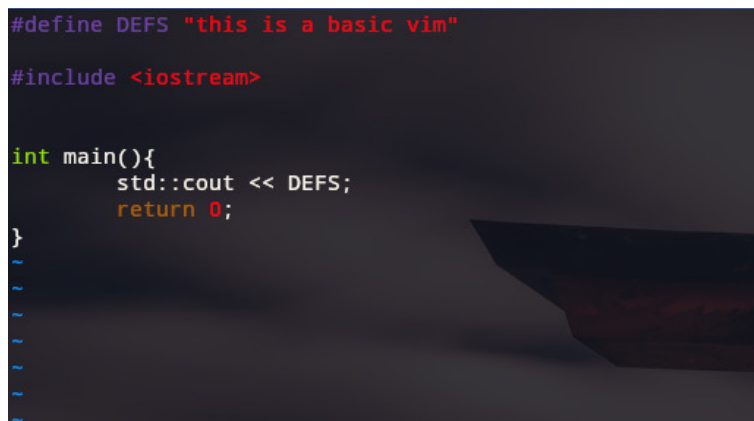 #define DEFS "this is a basic vim"
#include <iostream>
int main(){
        std::cout << DEFS;
        return 0;
}
~
~
~
~
~
~
~